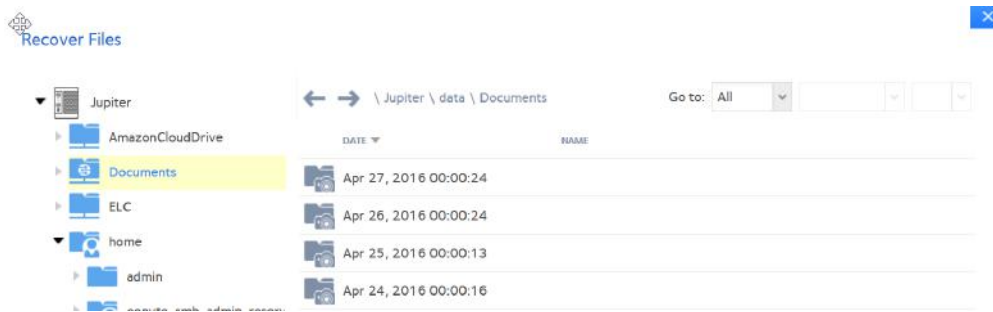 Recover Files
Jupiter
AmazonCloudDrive
Documents
ELC
home
admin
\ Jupiter \ data \ Documents
Go to: All
DATE NAME
Apr 27, 2016 00:00:24
Apr 26, 2016 00:00:24
Apr 25, 2016 00:00:13
Apr 24, 2016 00:00:16